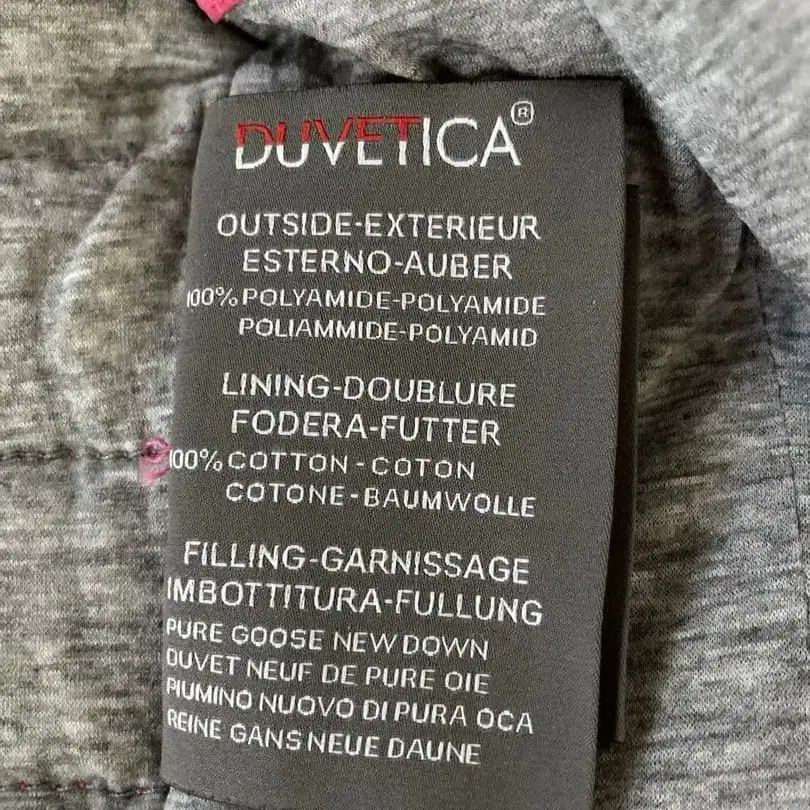 DUVETICA®
OUTSIDE-EXTERIEUR
ESTERNO-AUBER
100% POLYAMIDE-POLYAMIDE
POLIAMMIDE-POLYAMID
LINING-DOUBLURE
FODERA-FUTTER
100% COTTON-COTON
COTONE-BAUMWOLLE
FILLING-GARNISSAGE
IMBOTTITURA-FULLUNG
PURE GOOSE NEW DOWN
DUVET NEUF DE PURE OIE
PIUMINO NUOVO DI PURA OCA
REINE GANS NEUE DAUNE